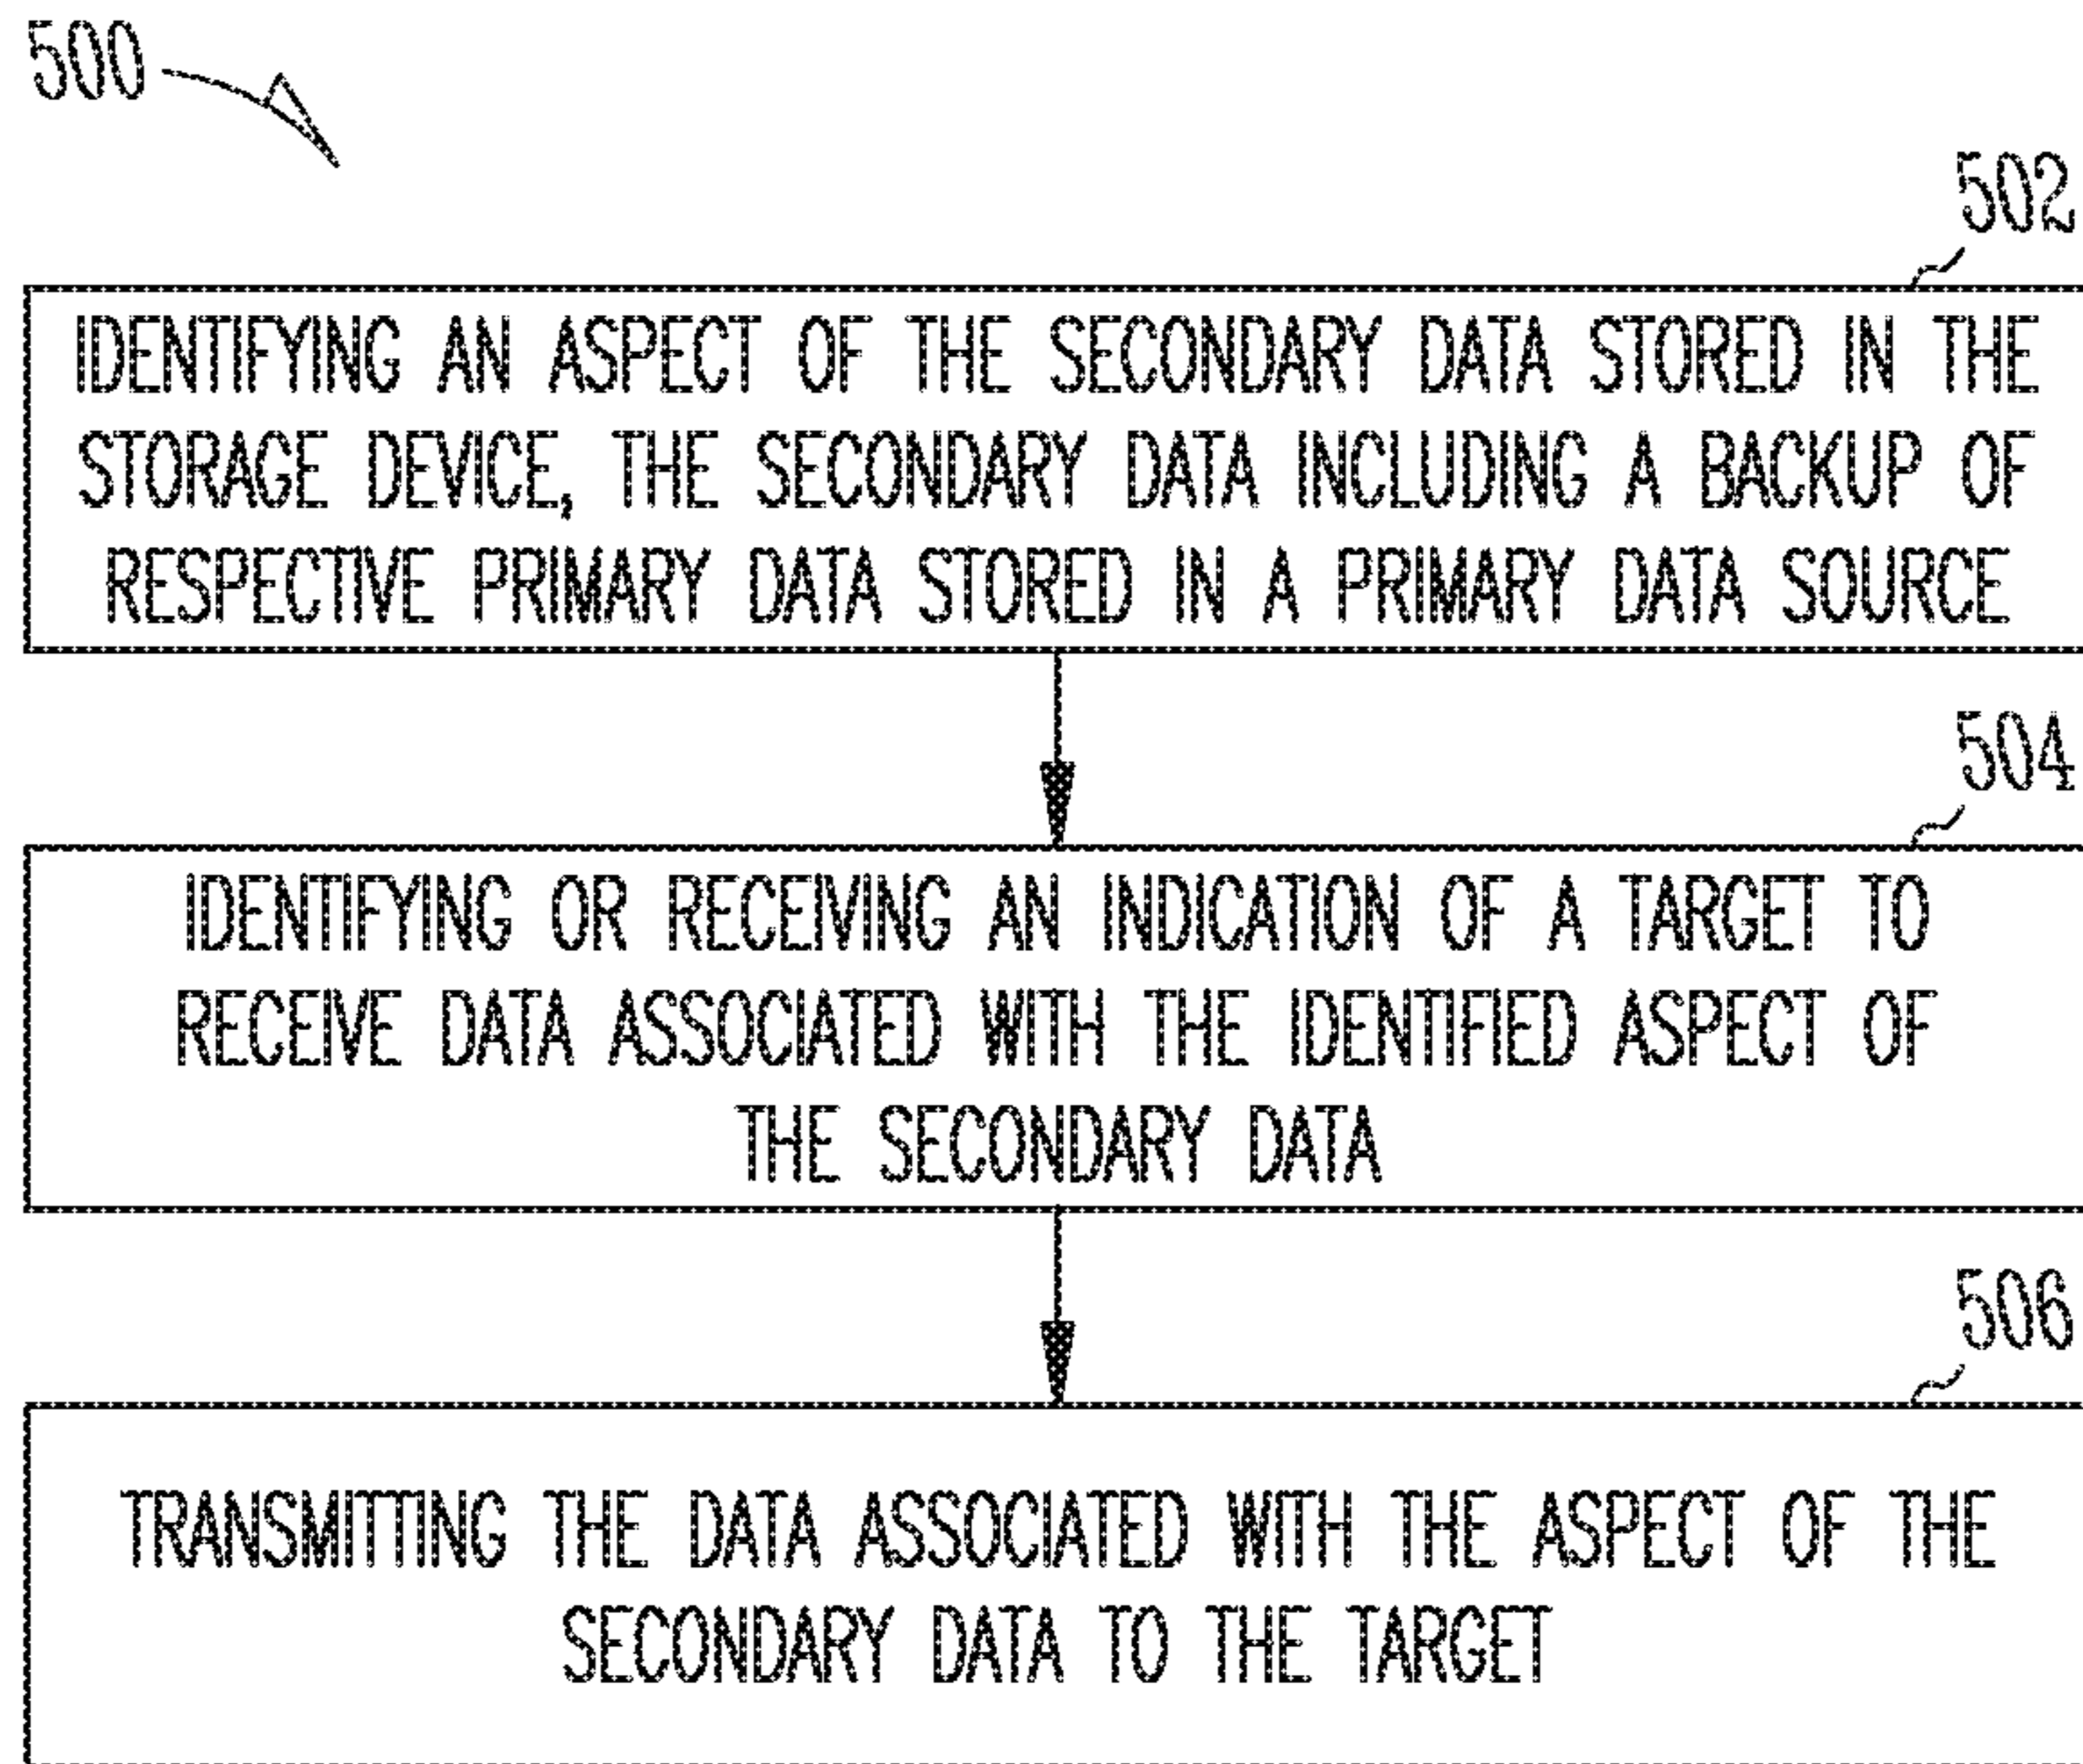 500
502
IDENTIFYING AN ASPECT OF THE SECONDARY DATA STORED IN THE
STORAGE DEVICE, THE SECONDARY DATA INCLUDING A BACKUP OF
RESPECTIVE PRIMARY DATA STORED IN A PRIMARY DATA SOURCE
504
IDENTIFYING OR RECEIVING AN INDICATION OF A TARGET TO
RECEIVE DATA ASSOCIATED WITH THE IDENTIFIED ASPECT OF
THE SECONDARY DATA
506
TRANSMITTING THE DATA ASSOCIATED WITH THE ASPECT OF THE
SECONDARY DATA TO THE TARGET